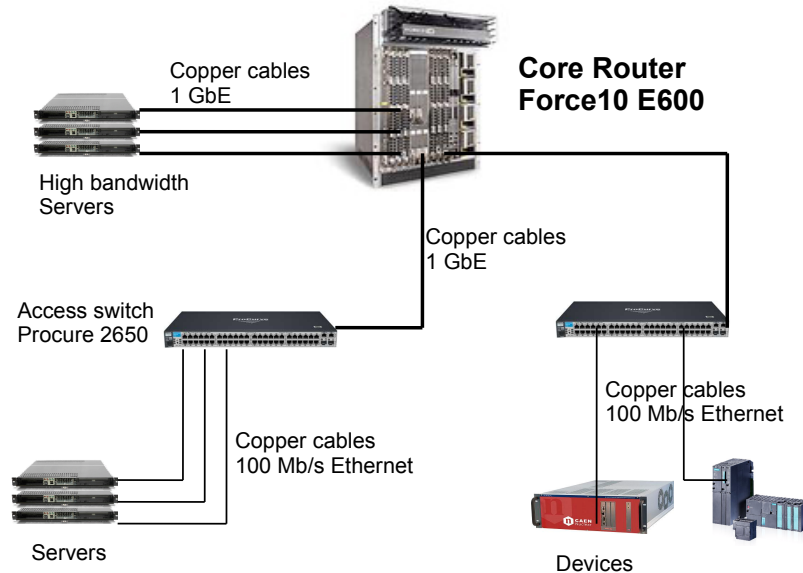 Copper cables
1 GbE
Core Router
Force10 E600
High bandwidth
Servers
Copper cables
1 GbE
Access switch
Procure 2650
Copper cables
100 Mb/s Ethernet
Copper cables
100 Mb/s Ethernet
CAEN
Servers
Devices